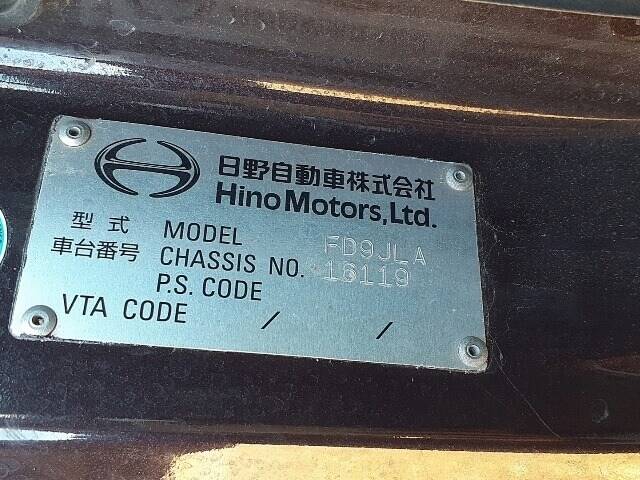 日野自動車株式会社
Hino Motors, Ltd.
型式 MODEL FD9JLA
車台番号 CHASSIS NO. 16119
P.S. CODE
VTA CODE / /